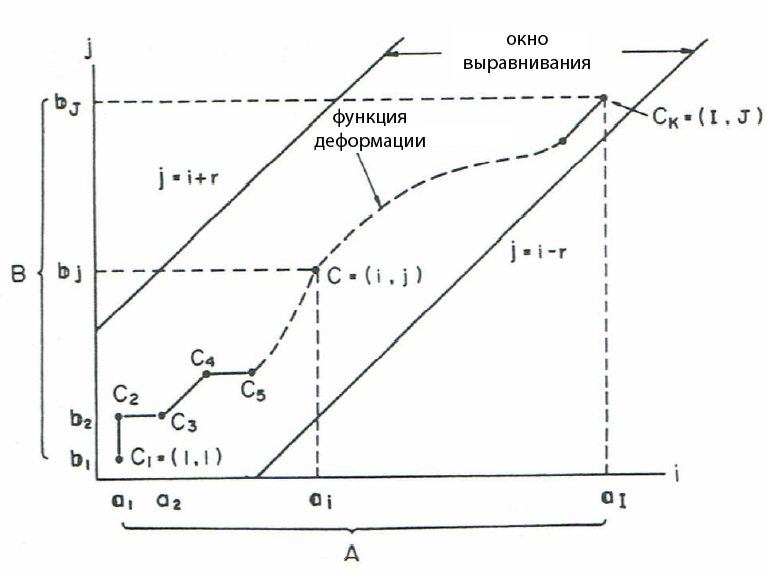 окно
выравнивания
j
b_J
функция
деформации
C_K = (I, J)
j = i+r
j = i-r
B
b_j
C = (i, j)
C_4
C_5
C_2
C_3
b_2
b_1
C_1 = (1, 1)
i
a_1 a_2 a_i a_I
A